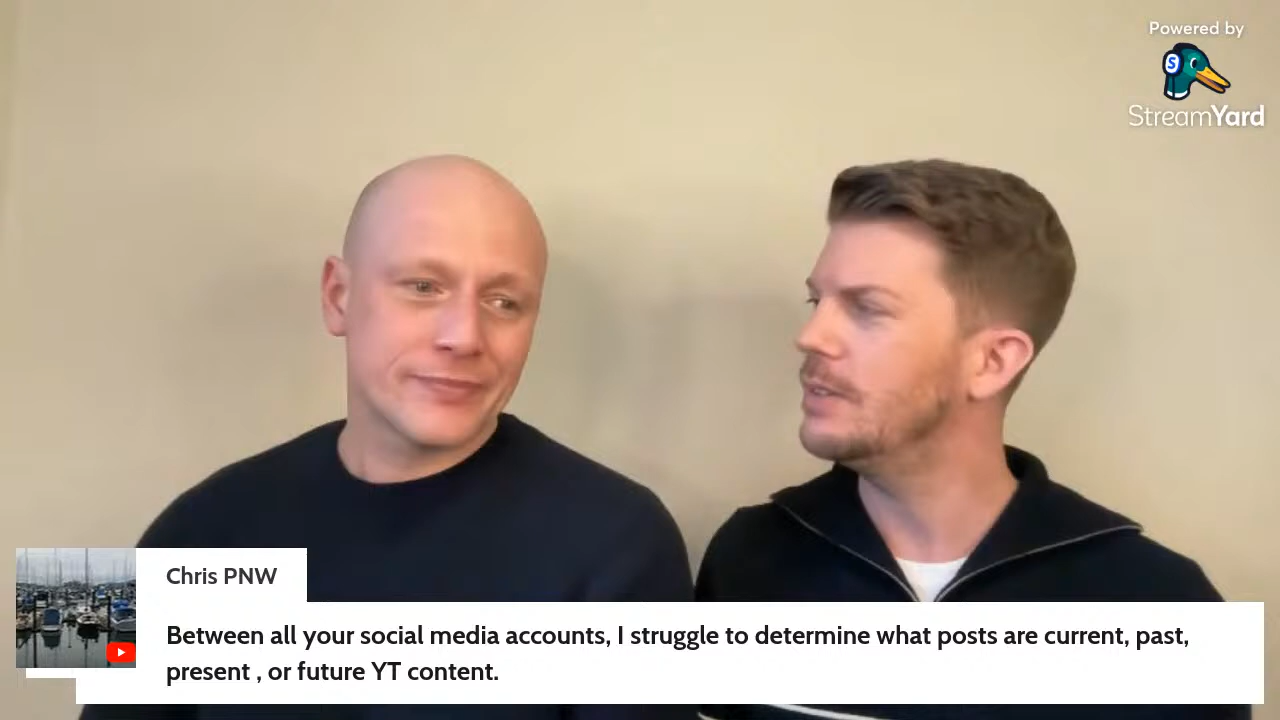 Powered by
S
StreamYard
Chris PNW
Between all your social media accounts, I struggle to determine what posts are current, past,
present , or future YT content.